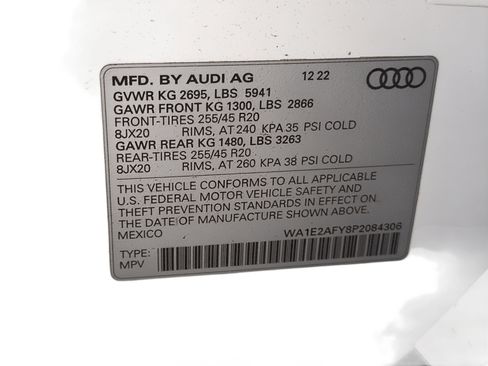 MFD. BY AUDI AG 12 22
GVWR KG 2695, LBS 5941
GAWR FRONT KG 1300, LBS 2866
FRONT-TIRES 255/45 R20
8JX20 RIMS, AT 240 KPA 35 PSI COLD
GAWR REAR KG 1480, LBS 3263
REAR-TIRES 255/45 R20
8JX20 RIMS, AT 260 KPA 38 PSI COLD
THIS VEHICLE CONFORMS TO ALL APPLICABLE
U.S. FEDERAL MOTOR VEHICLE SAFETY AND
THEFT PREVENTION STANDARDS IN EFFECT ON
THE DATE OF MANUFACTURE SHOWN ABOVE.
MEXICO WA1E2AFY8P2084306
TYPE:
MPV